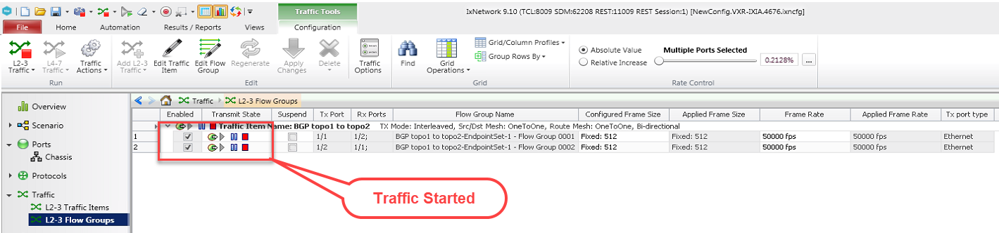 Traffic Tools
IxNetwork 9.10 (TCL:8009 SDM:62208 REST:11009 REST Session:1) [NewConfig.VXR-IXIA.4676.ixncfg]
File Home Automation Results / Reports Views Configuration
L2-3 Traffic
L4-7 Traffic
Traffic Actions
Run
Add L2-3 Traffic
Edit Traffic Item
Edit Flow Group
Regenerate
Apply Changes
Delete
Edit
Traffic Options
Find
Grid Operations
Grid/Column Profiles
Group Rows By
Grid
Absolute Value
Relative Increase
Multiple Ports Selected
0.2128%
...
Rate Control
Overview
Scenario
Ports
Chassis
Protocols
Traffic
L2-3 Traffic Items
L2-3 Flow Groups
Traffic L2-3 Flow Groups
Enabled Transmit State Suspend Tx Port Rx Ports Flow Group Name Configured Frame Size Applied Frame Size Frame Rate Applied Frame Rate Tx port type
Traffic Item Name: BGP topo1 to topo2 TX Mode: Interleaved, Src/Dst Mesh: OneToOne, Route Mesh: OneToOne, Bi-directional
1 1/1 1/2; BGP topo1 to topo2-EndpointSet-1 - Flow Group 0001 Fixed: 512 Fixed: 512 50000 fps 50000 fps Ethernet
2 1/2 1/1; BGP topo1 to topo2-EndpointSet-1 - Flow Group 0002 Fixed: 512 Fixed: 512 50000 fps 50000 fps Ethernet
Traffic Started